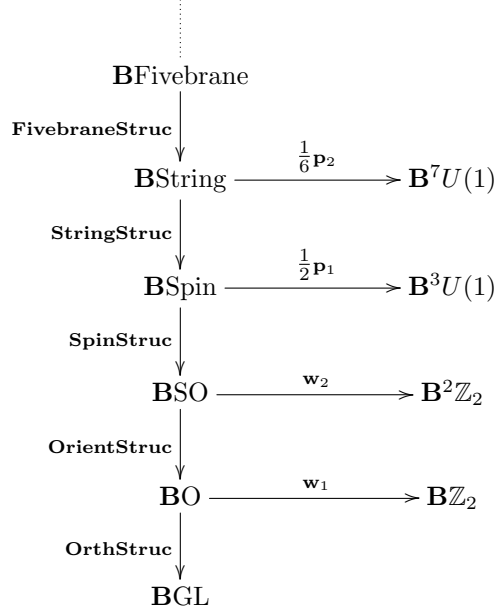 BFivebrane
FivebraneStruc
1/6 p₂
BString B⁷U(1)
StringStruc
1/2 p₁
BSpin B³U(1)
SpinStruc
w₂
BSO B²ℤ₂
OrientStruc
w₁
BO Bℤ₂
OrthStruc
BGL